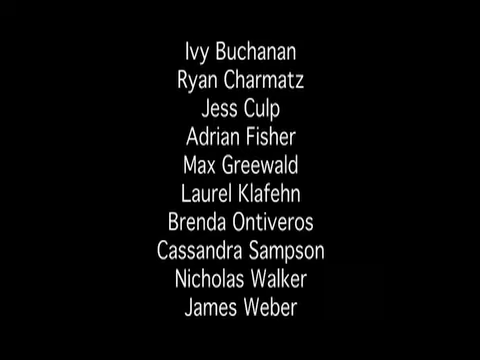 Ivy Buchanan
Ryan Charmatz
Jess Culp
Adrian Fisher
Max Greewald
Laurel Klafehn
Brenda Ontiveros
Cassandra Sampson
Nicholas Walker
James Weber